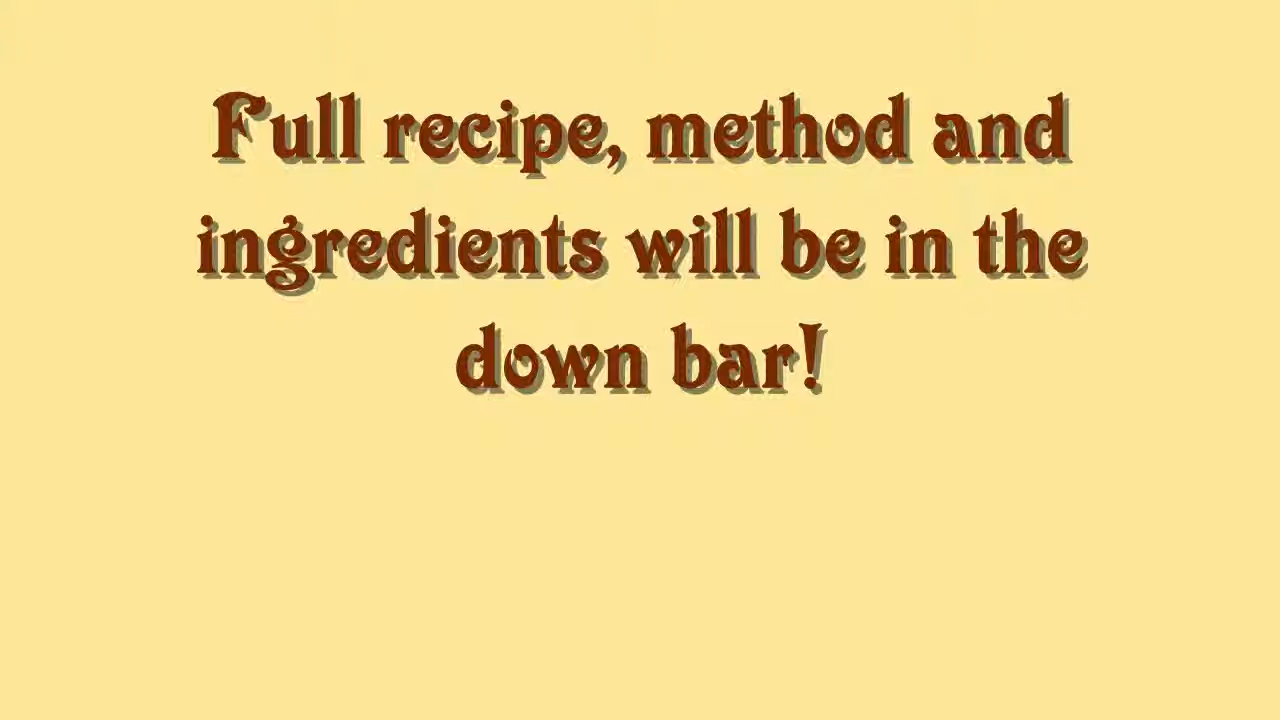 Full recipe, method and
ingredients will be in the
down bar!